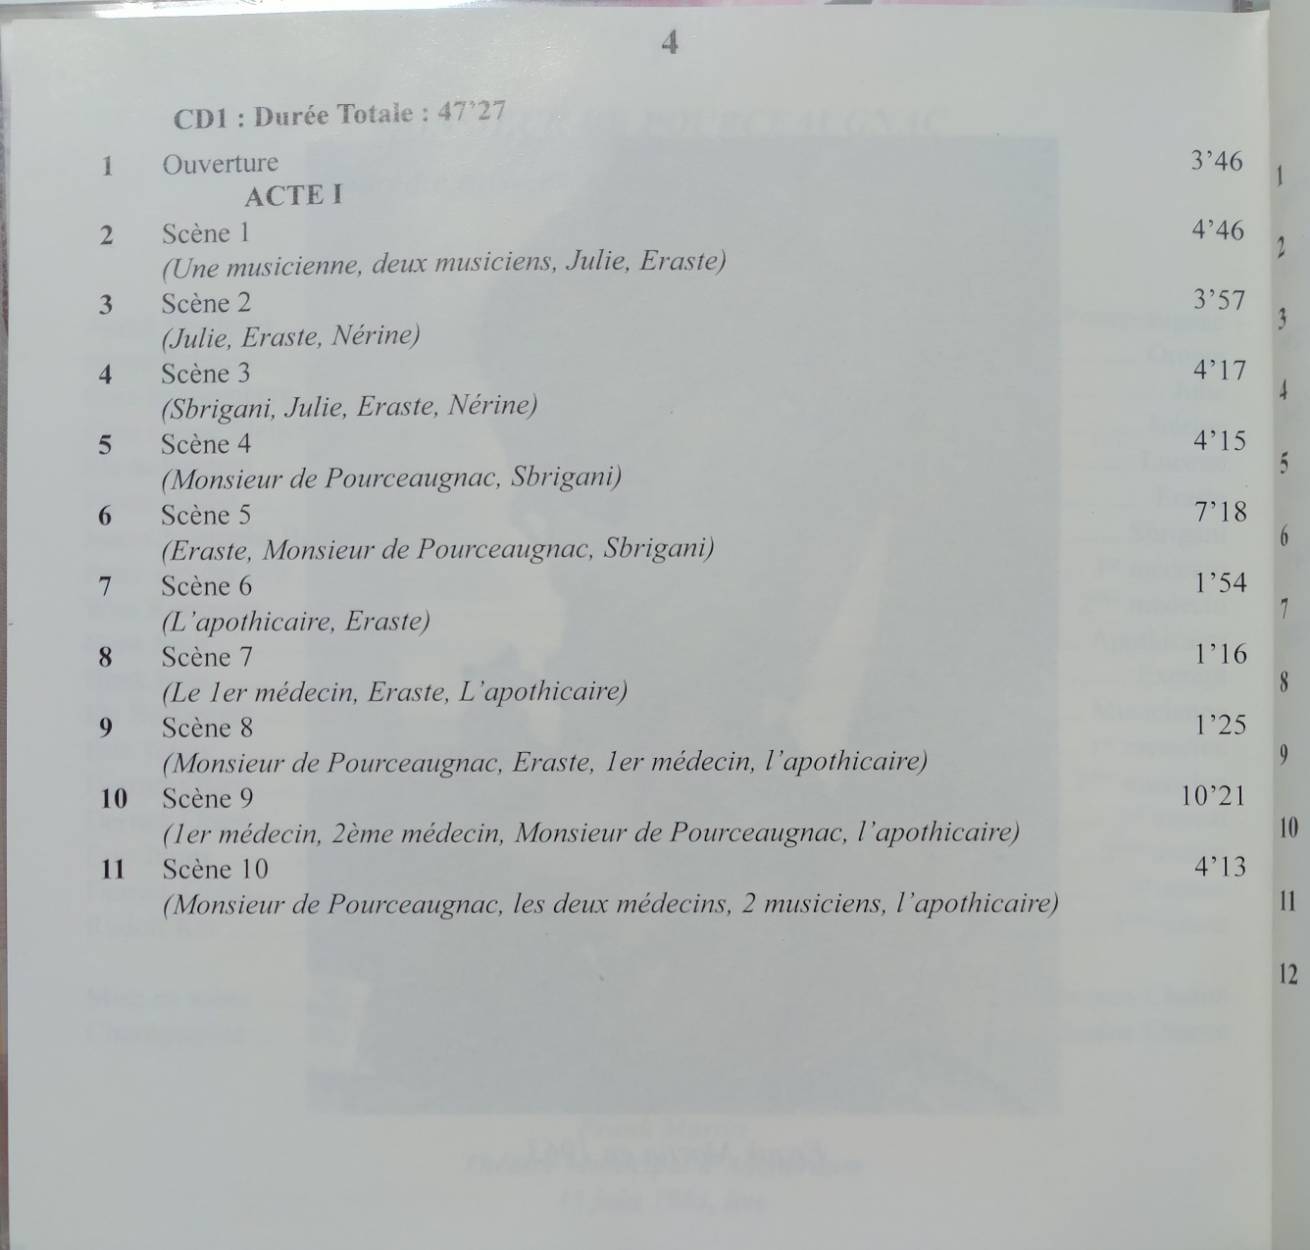 4
CD1 : Durée Totale : 47’27
1 Ouverture 3’46
ACTE I
2 Scène 1 4’46
(Une musicienne, deux musiciens, Julie, Eraste)
3 Scène 2 3’57
(Julie, Eraste, Nérine)
4 Scène 3 4’17
(Sbrigani, Julie, Eraste, Nérine)
5 Scène 4 4’15
(Monsieur de Pourceaugnac, Sbrigani)
6 Scène 5 7’18
(Eraste, Monsieur de Pourceaugnac, Sbrigani)
7 Scène 6 1’54
(L’apothicaire, Eraste)
8 Scène 7 1’16
(Le 1er médecin, Eraste, L’apothicaire)
9 Scène 8 1’25
(Monsieur de Pourceaugnac, Eraste, 1er médecin, l’apothicaire)
10 Scène 9 10’21
(1er médecin, 2ème médecin, Monsieur de Pourceaugnac, l’apothicaire)
11 Scène 10 4’13
(Monsieur de Pourceaugnac, les deux médecins, 2 musiciens, l’apothicaire)
1
2
3
4
5
6
7
8
9
10
11
12